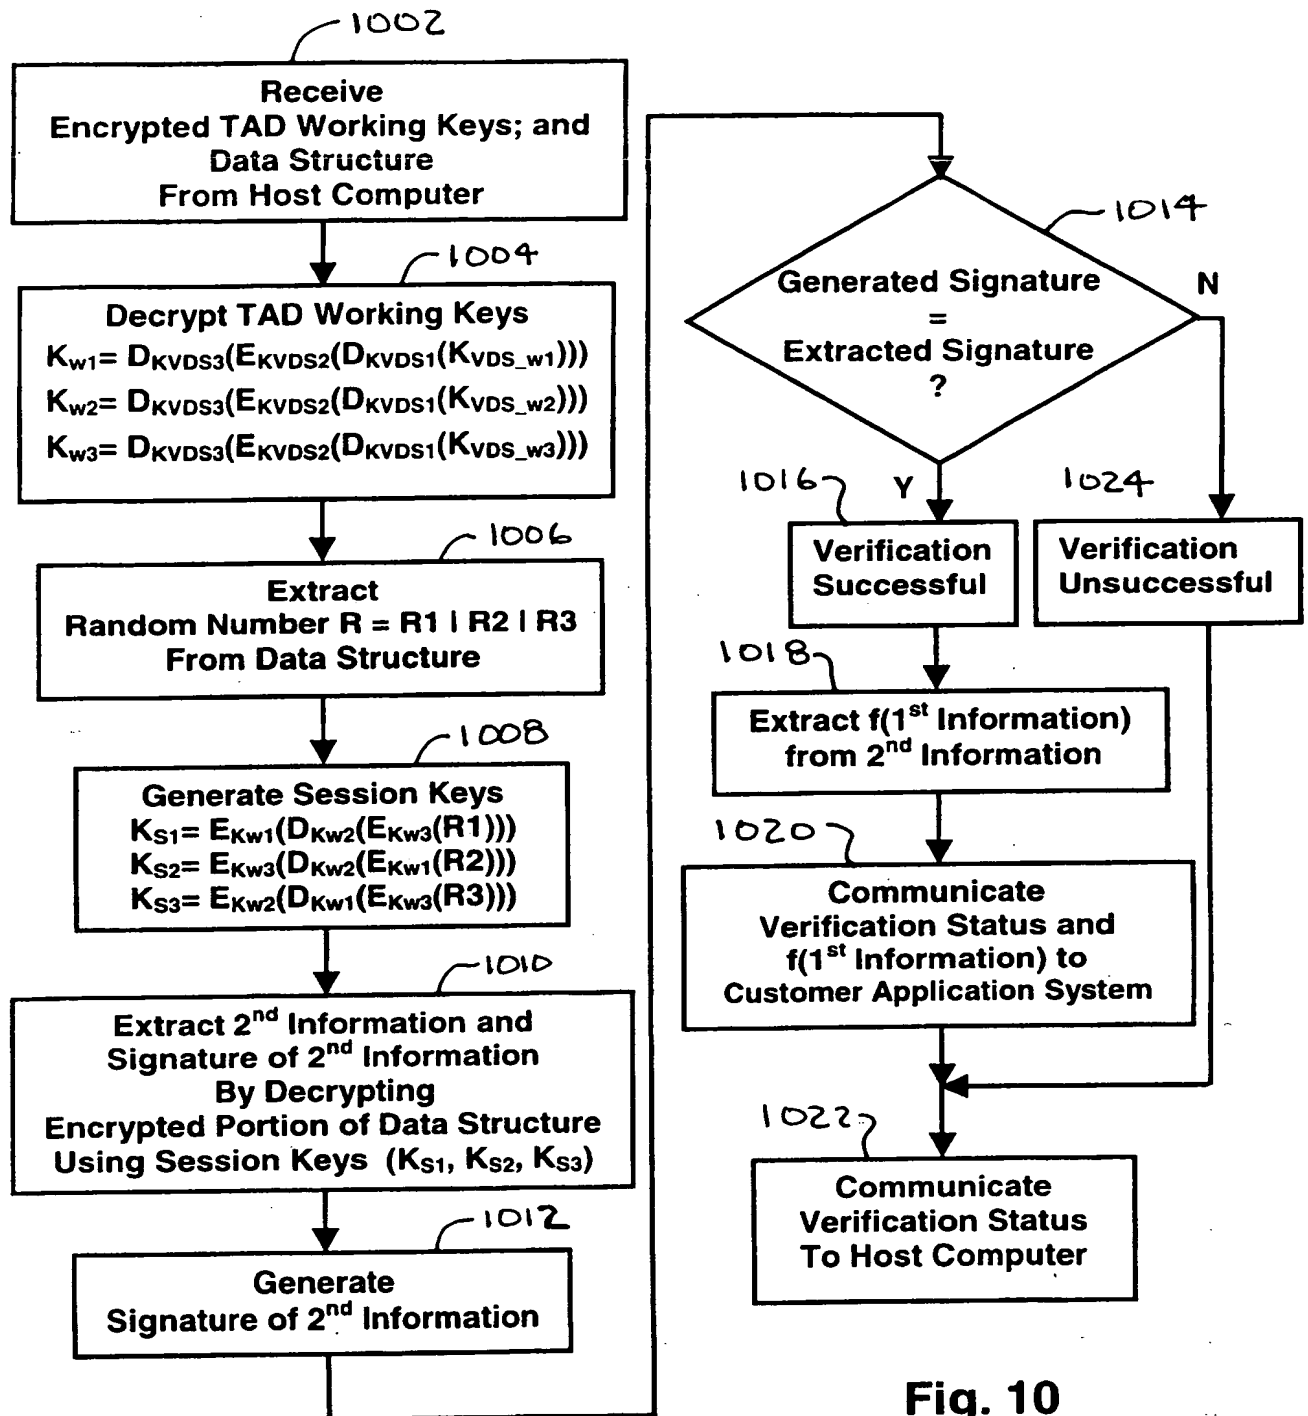 1002
Receive
Encrypted TAD Working Keys; and
Data Structure
From Host Computer
1004
Decrypt TAD Working Keys
Kw1= DKVDS3(EKVDS2(DKVDS1(KVDS_w1)))
Kw2= DKVDS3(EKVDS2(DKVDS1(KVDS_w2)))
Kw3= DKVDS3(EKVDS2(DKVDS1(KVDS_w3)))
1006
Extract
Random Number R = R1 | R2 | R3
From Data Structure
1008
Generate Session Keys
KS1= EKw1(DKw2(EKw3(R1)))
KS2= EKw3(DKw2(EKw1(R2)))
KS3= EKw2(DKw1(EKw3(R3)))
1010
Extract 2nd Information and
Signature of 2nd Information
By Decrypting
Encrypted Portion of Data Structure
Using Session Keys (KS1, KS2, KS3)
1012
Generate
Signature of 2nd Information
1014
Generated Signature
=
Extracted Signature
?
N
Y
1016
Verification
Successful
1024
Verification
Unsuccessful
1018
Extract f(1st Information)
from 2nd Information
1020
Communicate
Verification Status and
f(1st Information) to
Customer Application System
1022
Communicate
Verification Status
To Host Computer
Fig. 10